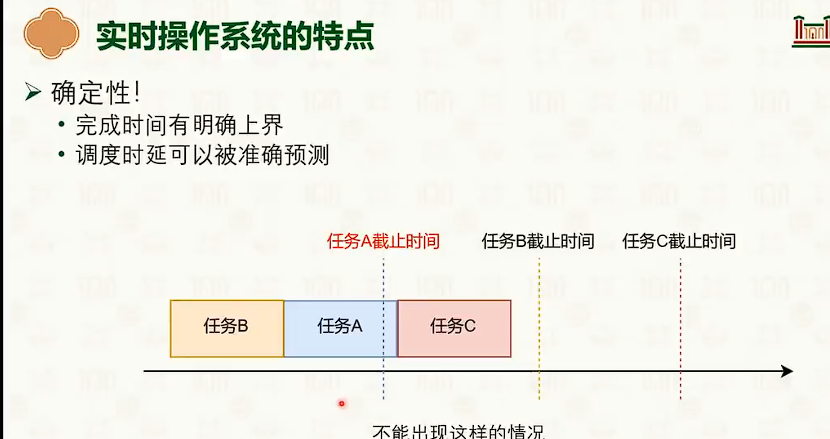 实时操作系统的特点
确定性!
完成时间有明确上界
调度时延可以被准确预测
任务A截止时间 任务B截止时间 任务C截止时间
任务B 任务A 任务C
不能出现这样的情况